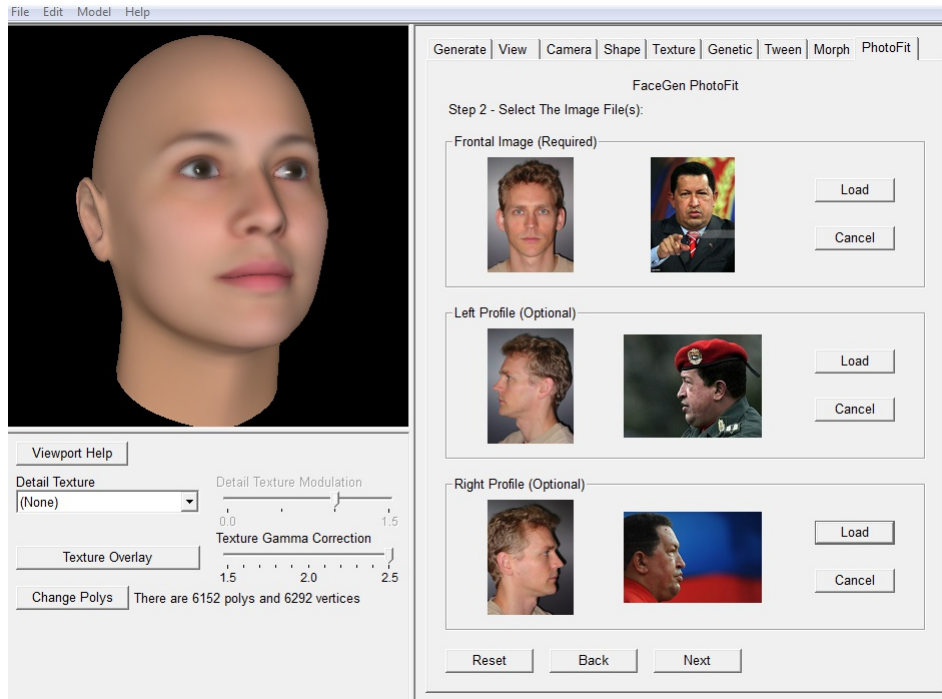 File Edit Model Help
Generate View Camera Shape Texture Genetic Tween Morph PhotoFit
FaceGen PhotoFit
Step 2 - Select The Image File(s):
Frontal Image (Required)
Load
Cancel
Left Profile (Optional)
Load
Cancel
Right Profile (Optional)
Load
Cancel
Reset Back Next
Viewport Help
Detail Texture
(None)
Detail Texture Modulation
0.0 1.5
Texture Overlay
Texture Gamma Correction
1.5 2.0 2.5
Change Polys There are 6152 polys and 6292 vertices